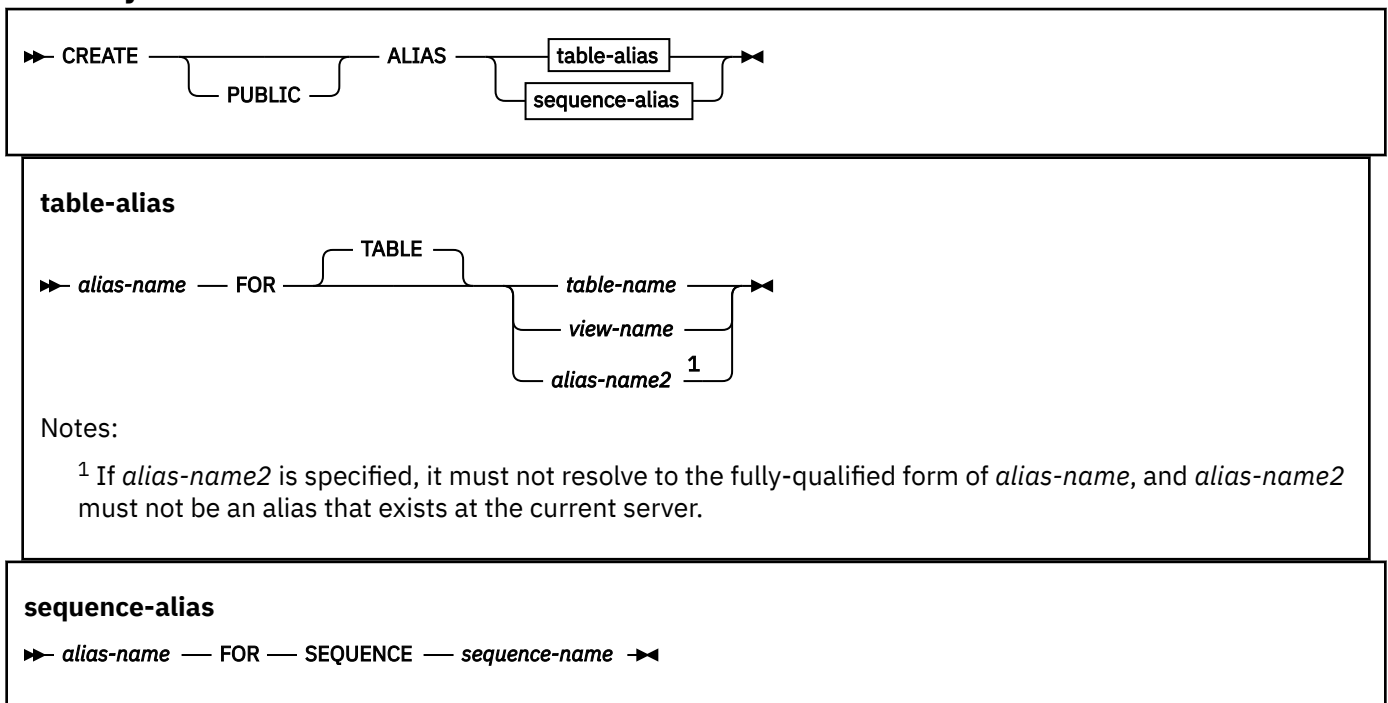 CREATE PUBLIC ALIAS table-alias
sequence-alias
table-alias
alias-name FOR TABLE table-name
view-name
alias-name2 1
Notes:
1 If alias-name2 is specified, it must not resolve to the fully-qualified form of alias-name, and alias-name2
must not be an alias that exists at the current server.
sequence-alias
alias-name FOR SEQUENCE sequence-name